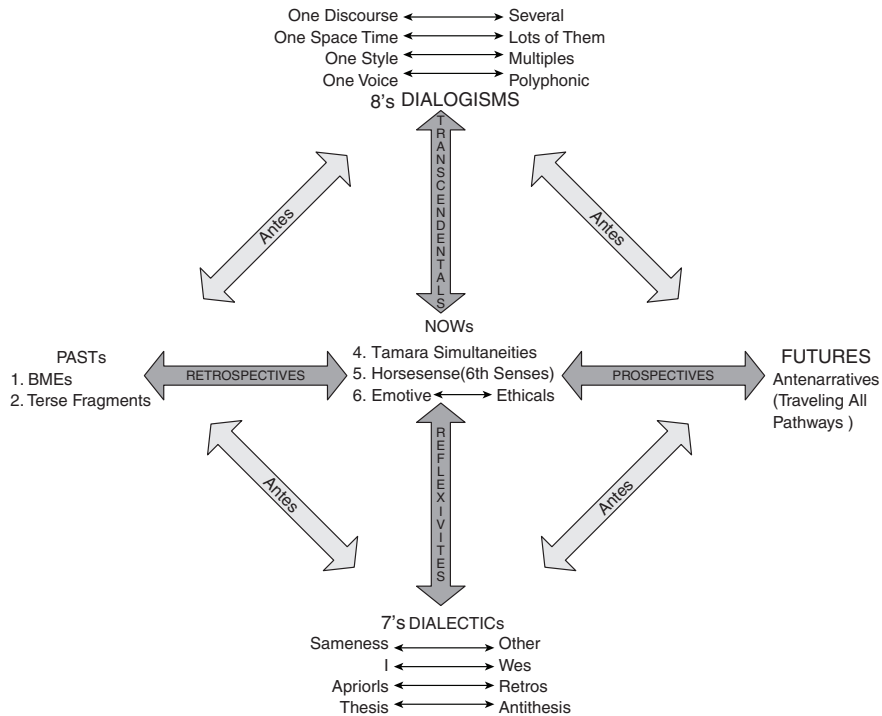 One Discourse Several
One Space Time Lots of Them
One Style Multiples
One Voice Polyphonic
8's DIALOGISMS
TRANSCENDENTALS
Antes
Antes
NOWs
PASTs
1. BMEs
2. Terse Fragments
RETROSPECTIVES
4. Tamara Simultaneities
5. Horsesense(6th Senses)
6. Emotive Ethicals
PROSPECTIVES
FUTURES
Antenarratives
(Traveling All
Pathways )
REFLEXIVITES
Antes
Antes
7's DIALECTICs
Sameness Other
I Wes
Apriorls Retros
Thesis Antithesis